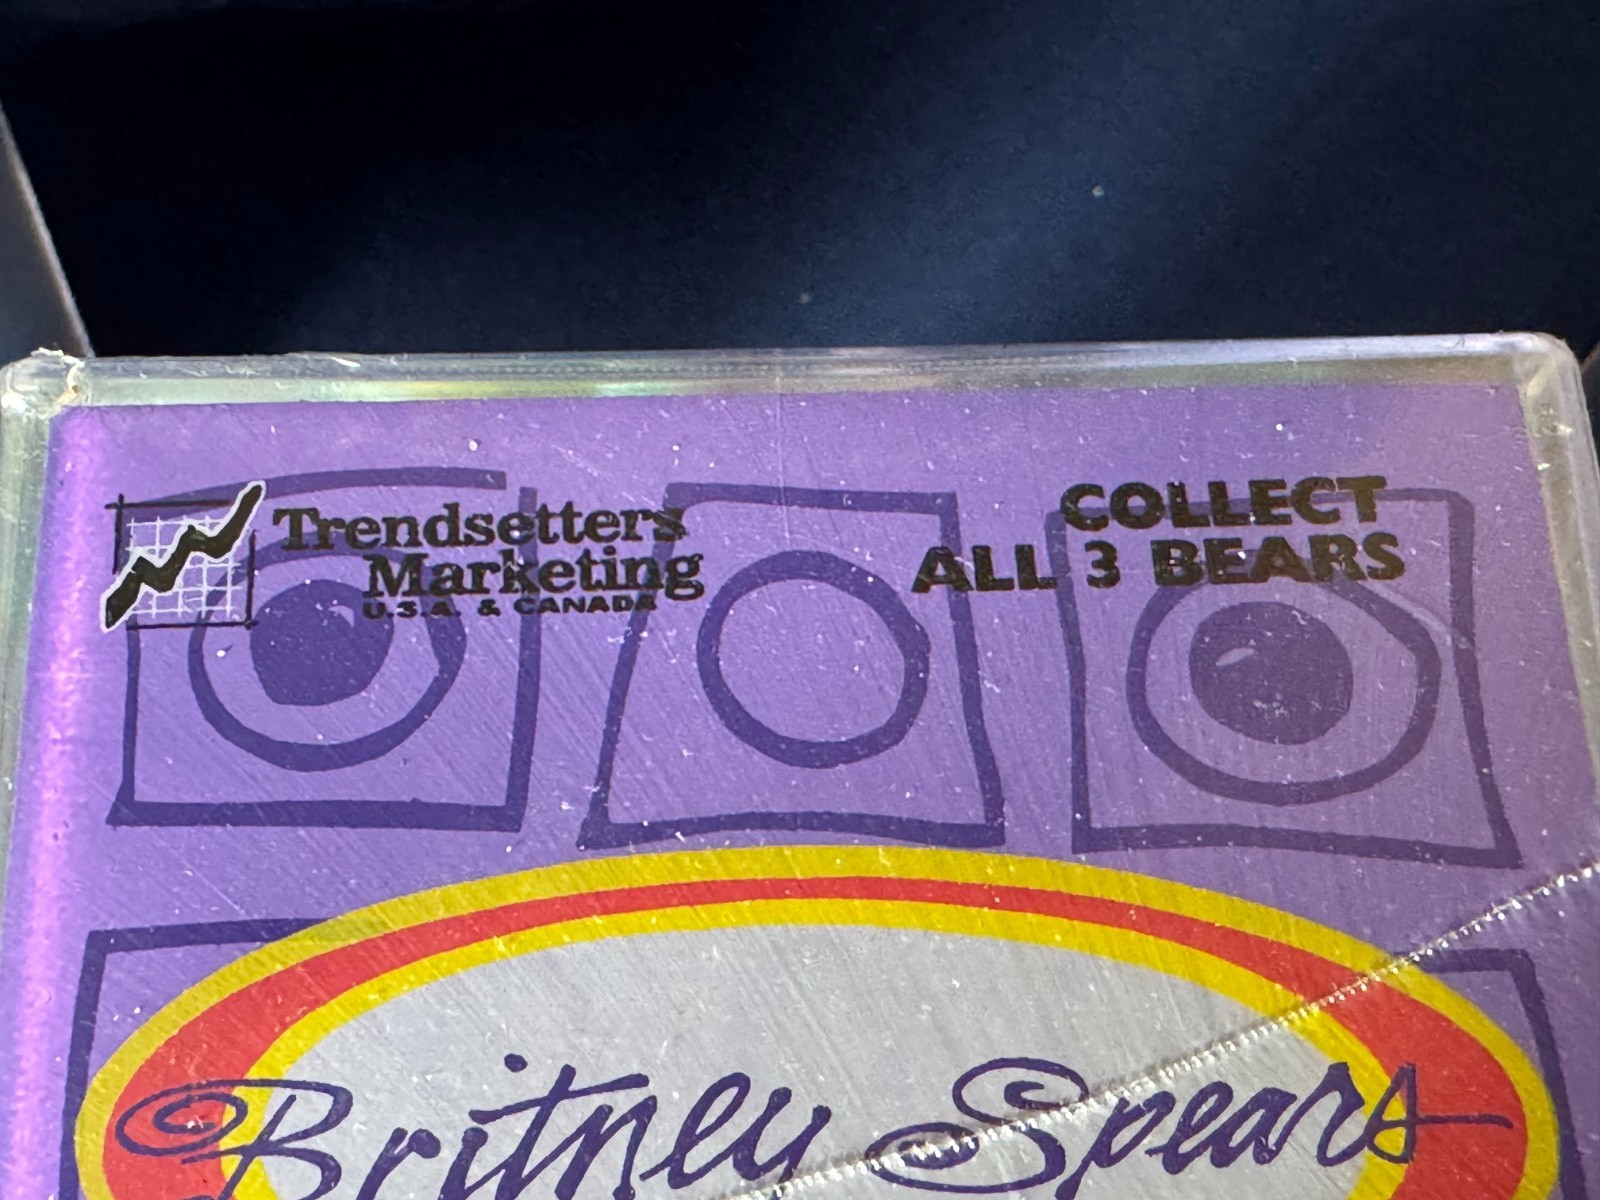 Trendsetters
Marketing
U.S.A. & CANADA
COLLECT
ALL 3 BEARS
Britney Spears